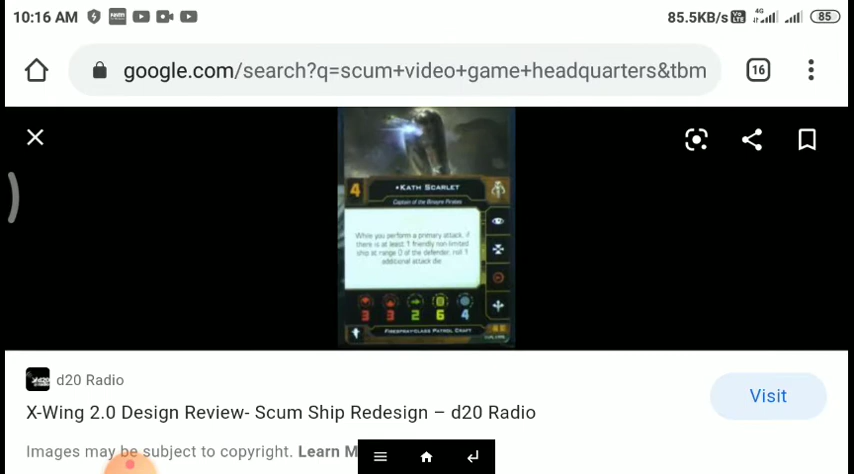 10:16 AM
85.5KB/s
4G
85
google.com/search?q=scum+video+game+headquarters&tbm
16
4
•KATH SCARLET
Captain of the Binayre Pirates
While you perform a primary attack, if
there is at least 1 friendly non-limited
ship at range 0 of the defender, roll 1
additional attack die
3 3 2 6 4
FIRESPRAY-CLASS PATROL CRAFT
d20 Radio
X-Wing 2.0 Design Review- Scum Ship Redesign – d20 Radio
Visit
Images may be subject to copyright. Learn M